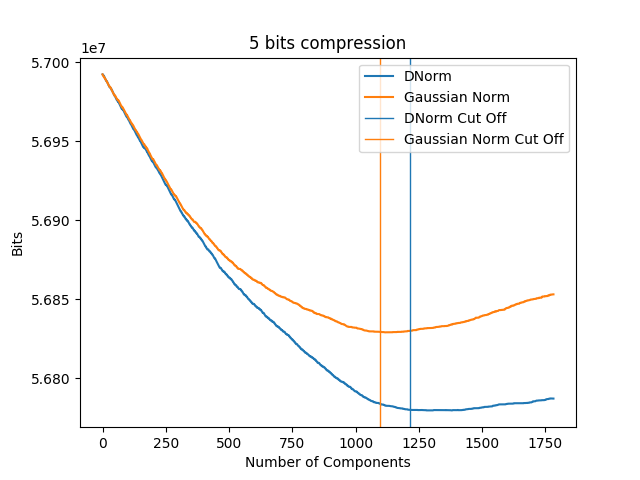 5 bits compression
1e7
5.700
5.695
5.690
5.685
5.680
Bits
DNorm
Gaussian Norm
DNorm Cut Off
Gaussian Norm Cut Off
0 250 500 750 1000 1250 1500 1750
Number of Components